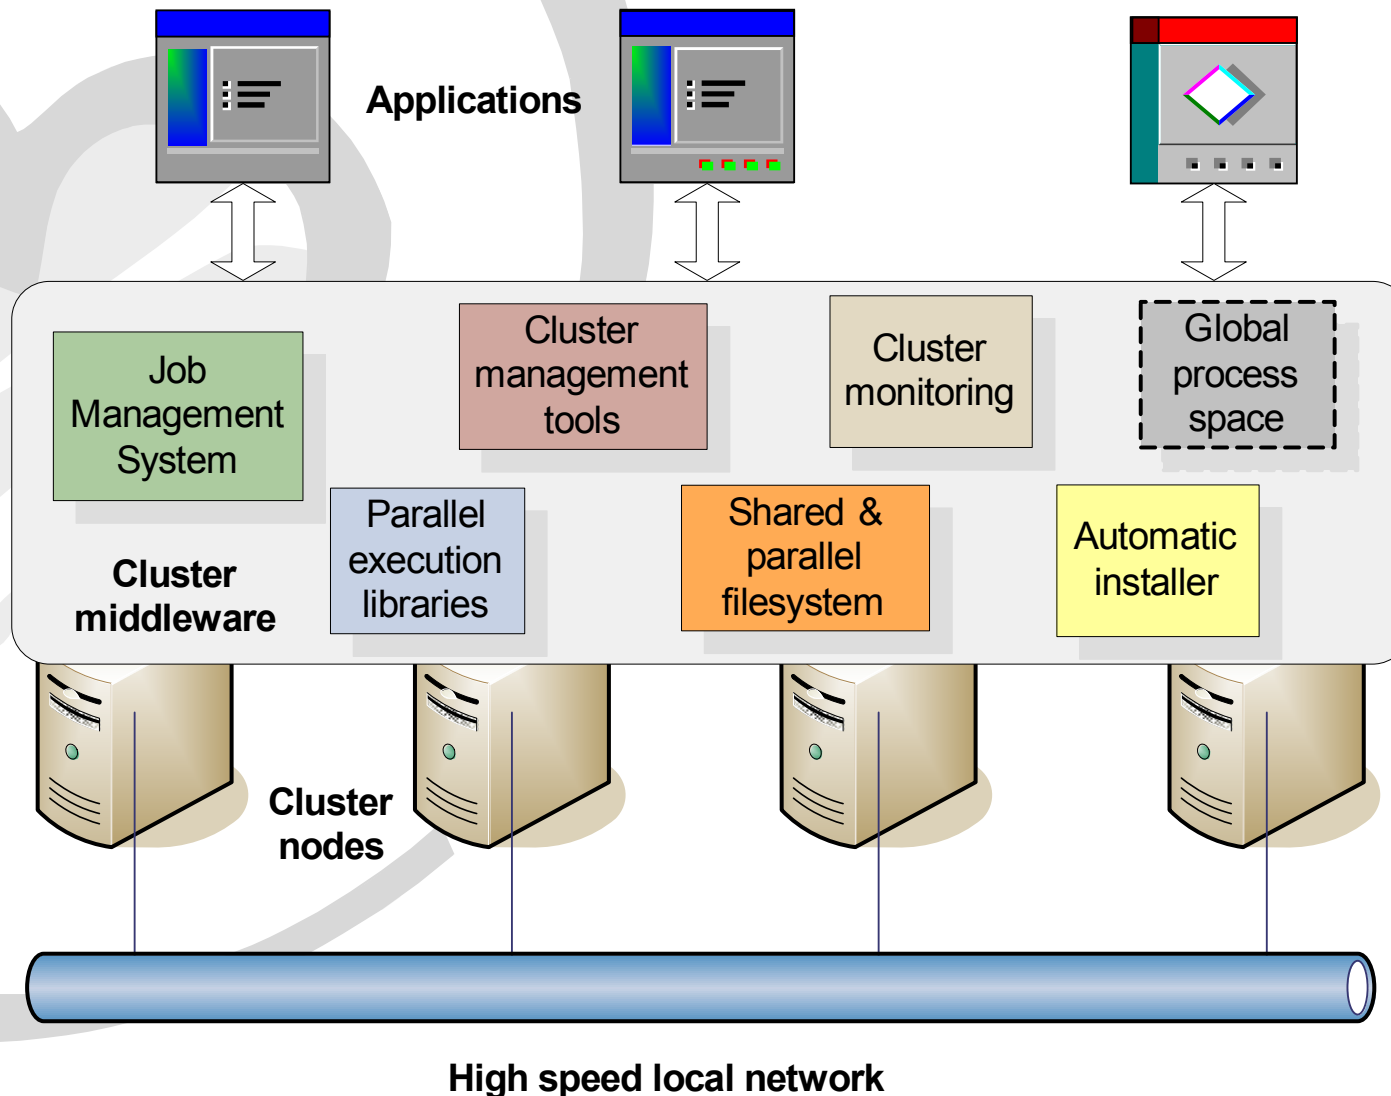 Applications
Job
Management
System
Cluster
management
tools
Cluster
monitoring
Global
process
space
Parallel
execution
libraries
Shared &
parallel
filesystem
Automatic
installer
Cluster
middleware
Cluster
nodes
High speed local network